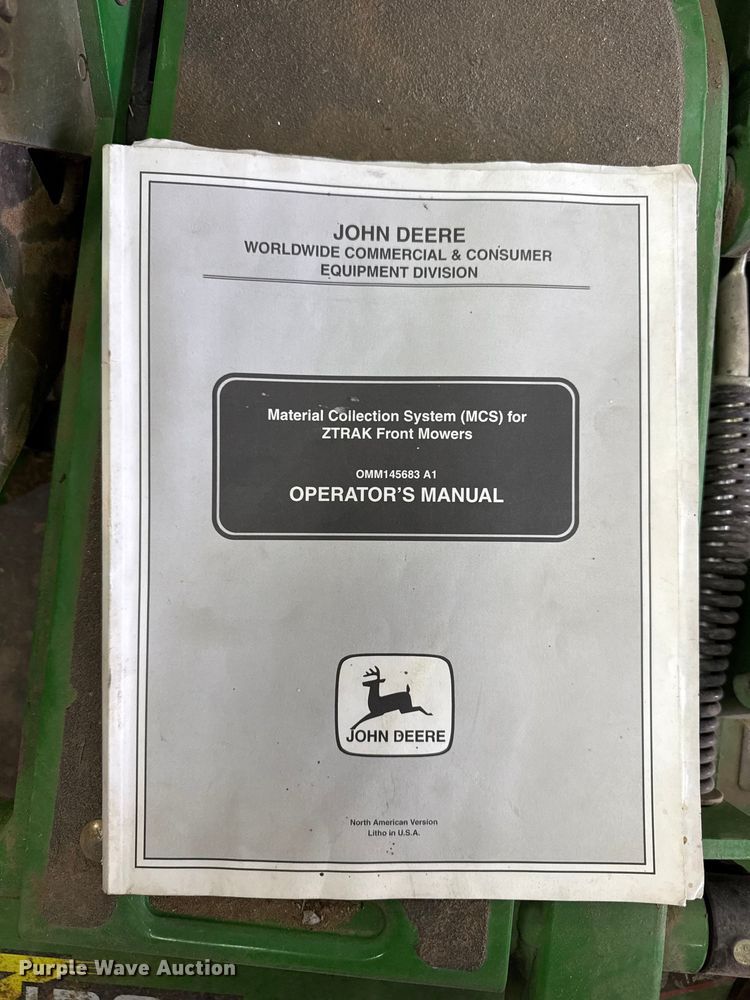 JOHN DEERE
WORLDWIDE COMMERCIAL & CONSUMER
EQUIPMENT DIVISION
Material Collection System (MCS) for
ZTRAK Front Mowers
OMM145683 A1
OPERATOR'S MANUAL
JOHN DEERE
North American Version
Litho in U.S.A.
Purple Wave Auction